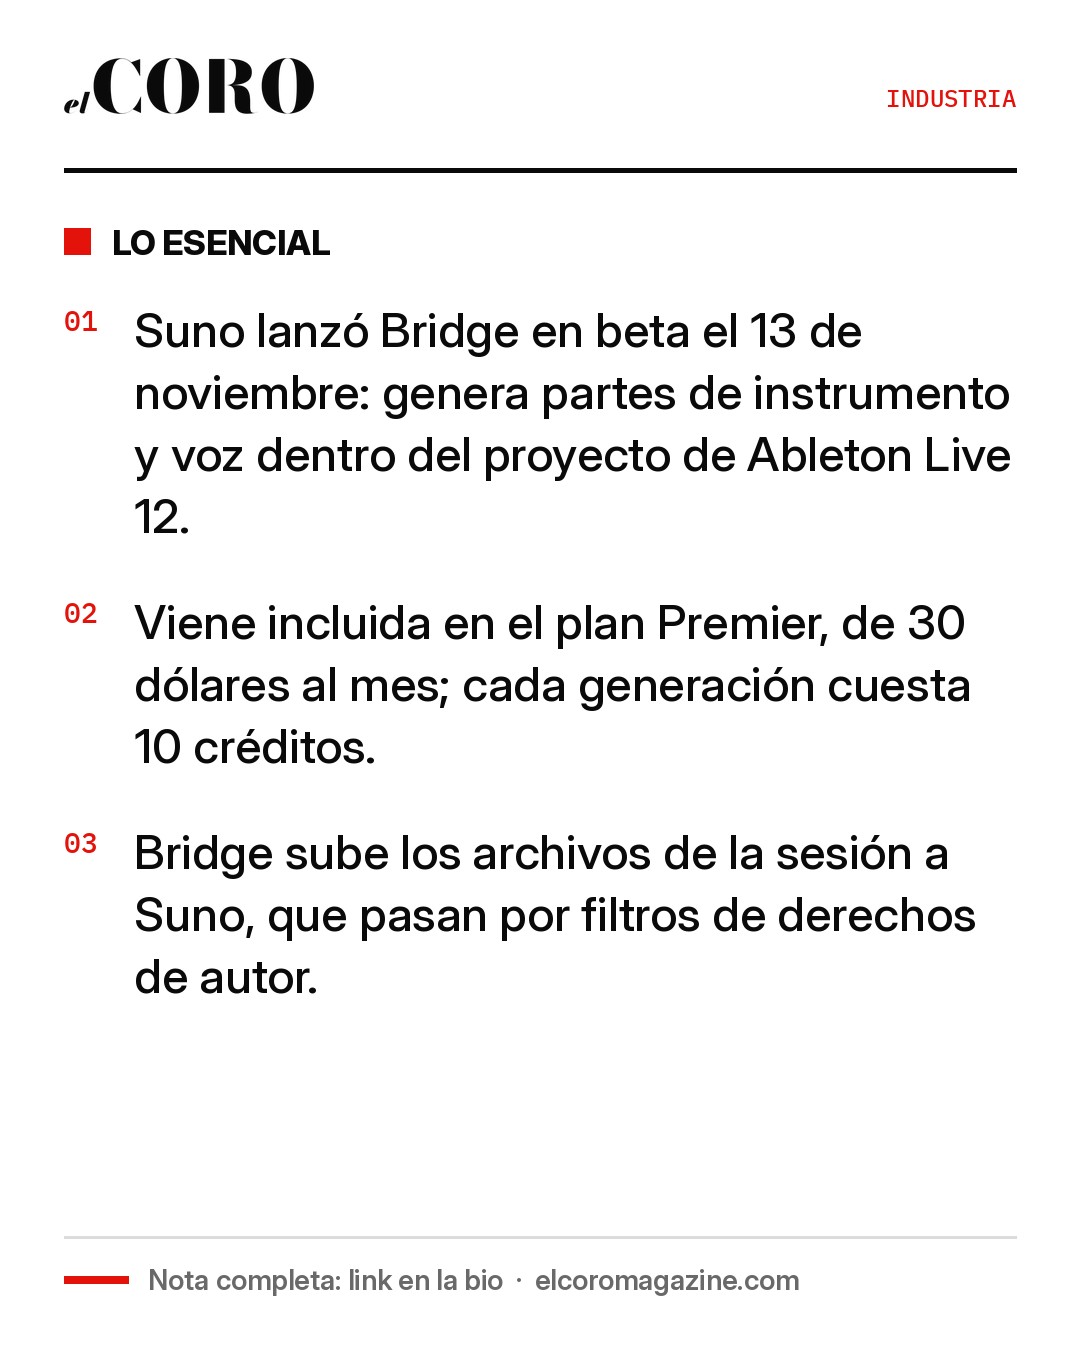 el CORO
INDUSTRIA
LO ESENCIAL
01
Suno lanzó Bridge en beta el 13 de
noviembre: genera partes de instrumento
y voz dentro del proyecto de Ableton Live
12.
02
Viene incluida en el plan Premier, de 30
dólares al mes; cada generación cuesta
10 créditos.
03
Bridge sube los archivos de la sesión a
Suno, que pasan por filtros de derechos
de autor.
Nota completa: link en la bio · elcoromagazine.com